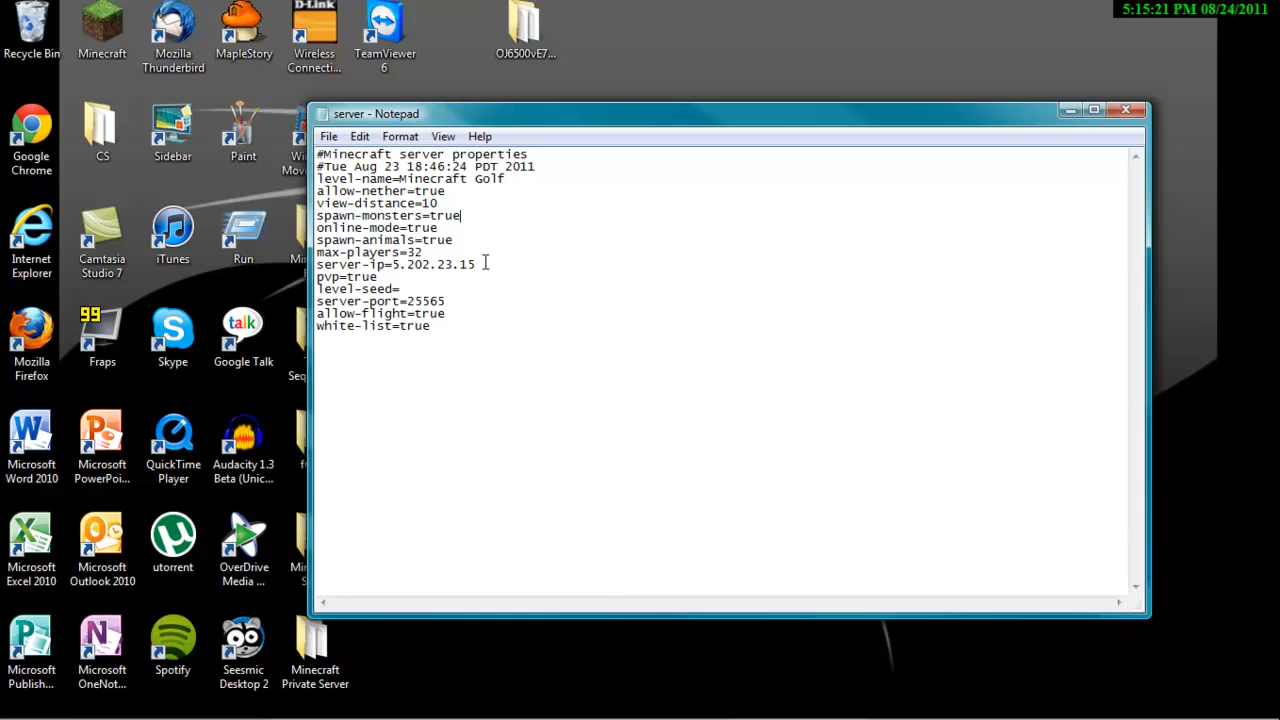 5:15:21 PM 08/24/2011
D-Link
Recycle Bin
Minecraft
Mozilla
Thunderbird
MapleStory
Wireless
Connecti...
TeamViewer
6
OJ6500vE7...
Google
Chrome
CS
Sidebar
Paint
Internet
Explorer
Camtasia
Studio 7
iTunes
Run
99
talk
Mozilla
Firefox
Fraps
Skype
Google Talk
Microsoft
Word 2010
Microsoft
PowerPoi...
QuickTime
Player
Audacity 1.3
Beta (Unic...
Microsoft
Excel 2010
Microsoft
Outlook 2010
utorrent
OverDrive
Media ...
Microsoft
Publish...
Microsoft
OneNot...
Spotify
Seesmic
Desktop 2
Minecraft
Private Server
server - Notepad
File Edit Format View Help
#Minecraft server properties
#Tue Aug 23 18:46:24 PDT 2011
level-name=Minecraft Golf
allow-nether=true
view-distance=10
spawn-monsters=true
online-mode=true
spawn-animals=true
max-players=32
server-ip=5.202.23.15
pvp=true
level-seed=
server-port=25565
allow-flight=true
white-list=true